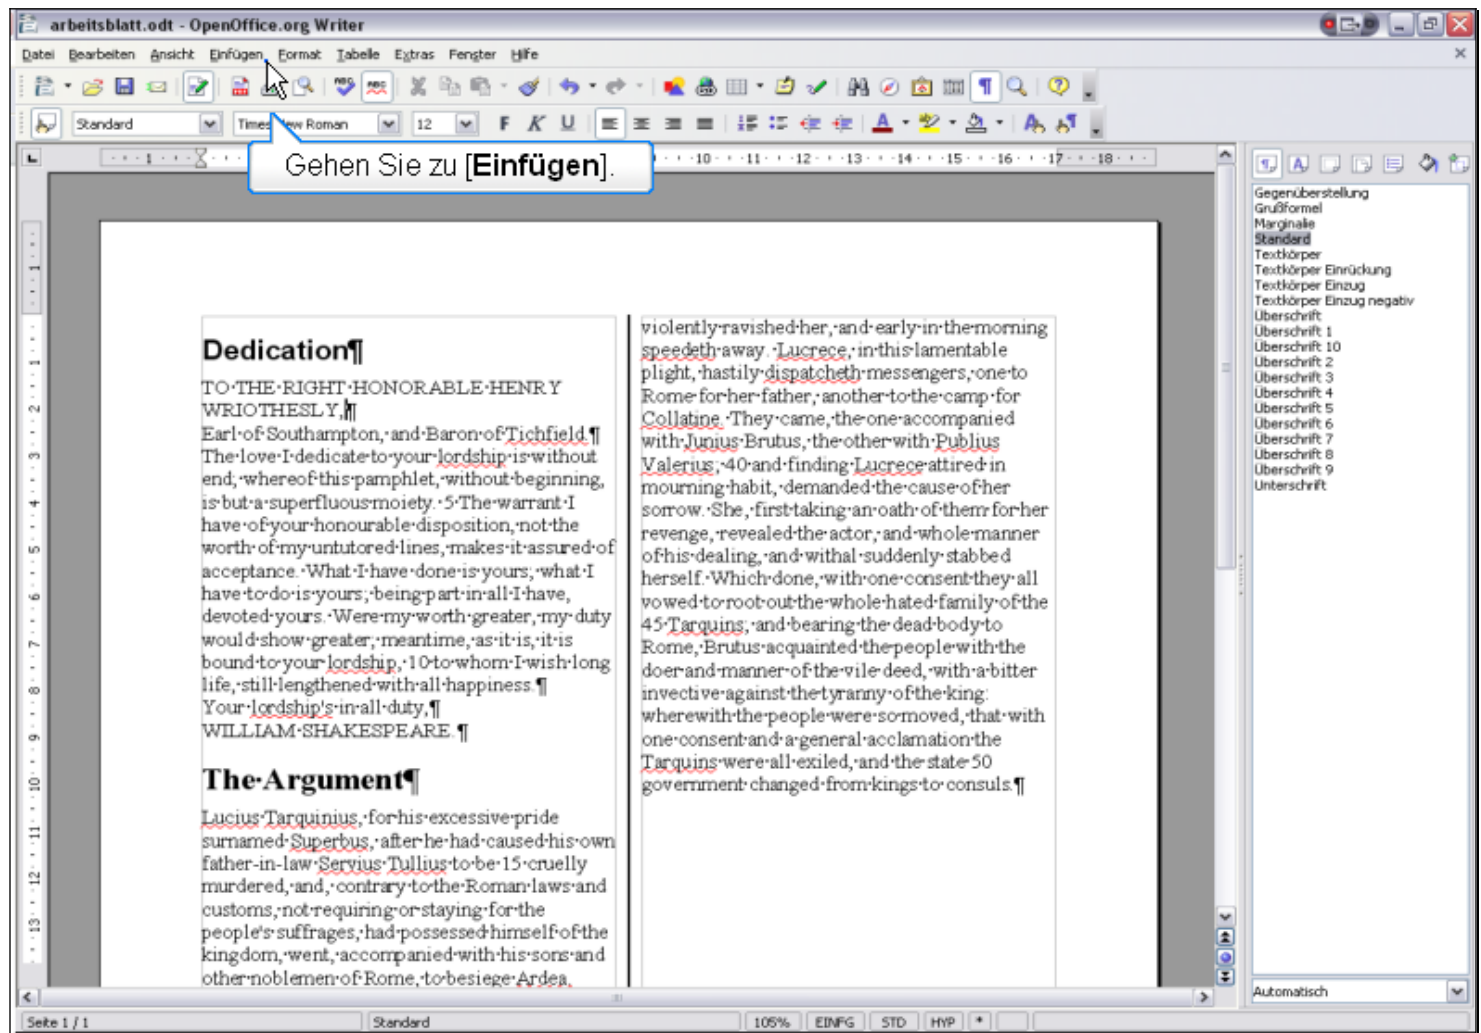 arbeitsblatt.odt - OpenOffice.org Writer
Datei Bearbeiten Ansicht Einfügen Format Tabelle Extras Fenster Hilfe
Standard
Times New Roman
12
F K U
Gehen Sie zu [Einfügen].
1
10 11 12 13 14 15 16 17 18
Dedication¶
TO·THE·RIGHT·HONORABLE·HENRY
WRIOTHESLY,¶
Earl·of·Southampton,·and·Baron·of·Tichfield.¶
The·love·I·dedicate·to·your·lordship·is·without
end;·whereof·this·pamphlet,·without·beginning,
is·but·a·superfluous·moiety.·5·The·warrant·I
have·of·your·honourable·disposition,·not·the
worth·of·my·untutored·lines,·makes·it·assured·of
acceptance.·What·I·have·done·is·yours;·what·I
have·to·do·is·yours;·being·part·in·all·I·have,
devoted·yours.·Were·my·worth·greater,·my·duty
would·show·greater;·meantime,·as·it·is,·it·is
bound·to·your·lordship,·10·to·whom·I·wish·long
life,·still·lengthened·with·all·happiness.¶
Your·lordship's·in·all·duty,¶
WILLIAM·SHAKESPEARE.¶
The·Argument¶
Lucius·Tarquinius,·for·his·excessive·pride
surnamed·Superbus,·after·he·had·caused·his·own
father-in-law·Servius·Tullius·to·be·15·cruelly
murdered,·and,·contrary·to·the·Roman·laws·and
customs,·not·requiring·or·staying·for·the
people's·suffrages,·had·possessed·himself·of·the
kingdom,·went,·accompanied·with·his·sons·and
other·noblemen·of·Rome,·to·besiege·Ardea,
violently·ravished·her,·and·early·in·the·morning
speedeth·away.·Lucrece,·in·this·lamentable
plight,·hastily·dispatcheth·messengers,·one·to
Rome·for·her·father,·another·to·the·camp·for
Collatine.·They·came,·the·one·accompanied
with·Junius·Brutus,·the·other·with·Publius
Valerius;·40·and·finding·Lucrece·attired·in
mourning·habit,·demanded·the·cause·of·her
sorrow.·She,·first·taking·an·oath·of·them·for·her
revenge,·revealed·the·actor,·and·whole·manner
of·his·dealing,·and·withal·suddenly·stabbed
herself.·Which·done,·with·one·consent·they·all
vowed·to·root·out·the·whole·hated·family·of·the
45·Tarquins;·and·bearing·the·dead·body·to
Rome,·Brutus·acquainted·the·people·with·the
doer·and·manner·of·the·vile·deed,·with·a·bitter
invective·against·the·tyranny·of·the·king:
wherewith·the·people·were·so·moved,·that·with
one·consent·and·a·general·acclamation·the
Tarquins·were·all·exiled,·and·the·state·50
government·changed·from·kings·to·consuls.¶
Gegenüberstellung
Grußformel
Marginalie
Standard
Textkörper
Textkörper Einrückung
Textkörper Einzug
Textkörper Einzug negativ
Überschrift
Überschrift 1
Überschrift 10
Überschrift 2
Überschrift 3
Überschrift 4
Überschrift 5
Überschrift 6
Überschrift 7
Überschrift 8
Überschrift 9
Unterschrift
Automatisch
Seite 1 / 1
Standard
105% EINFG STD HYP *